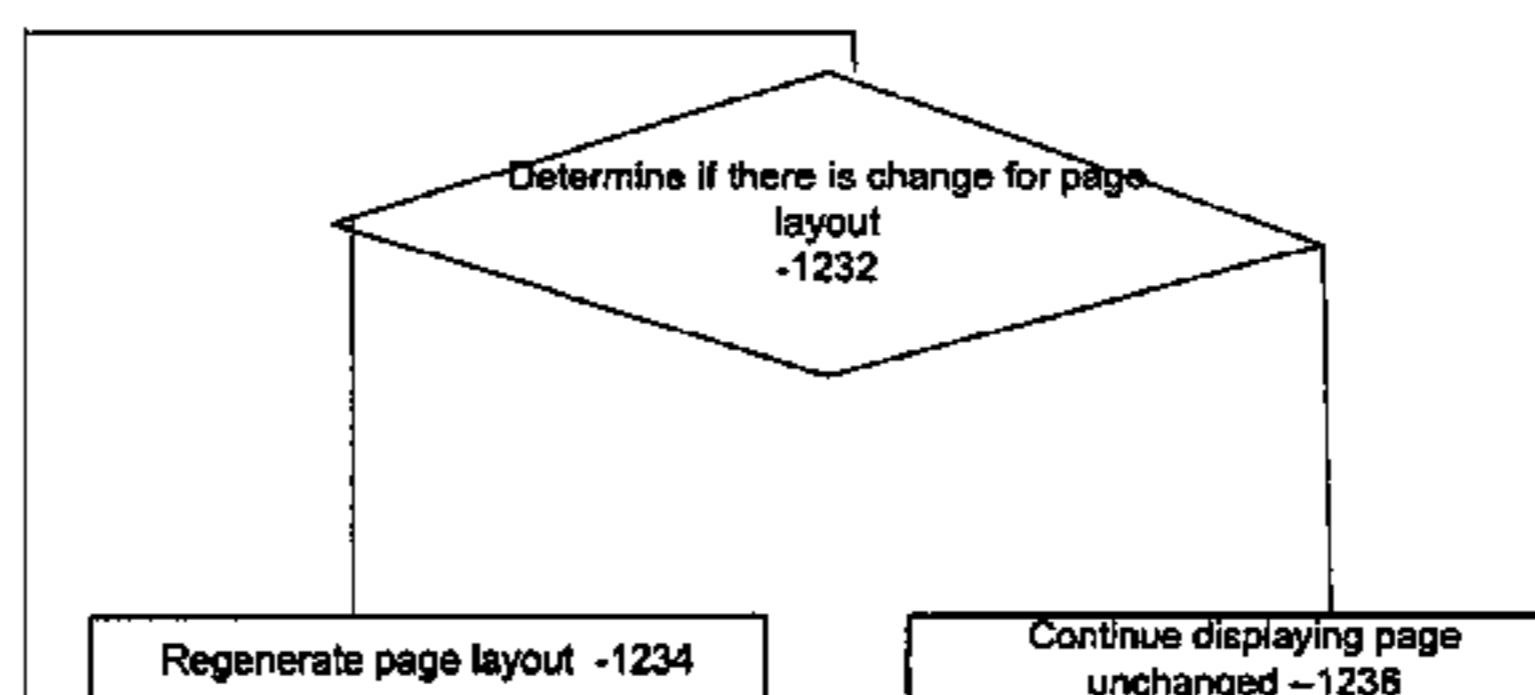 Determine if there is change for page
layout
-1232
Regenerate page layout -1234
Continue displaying page
unchanged –1236